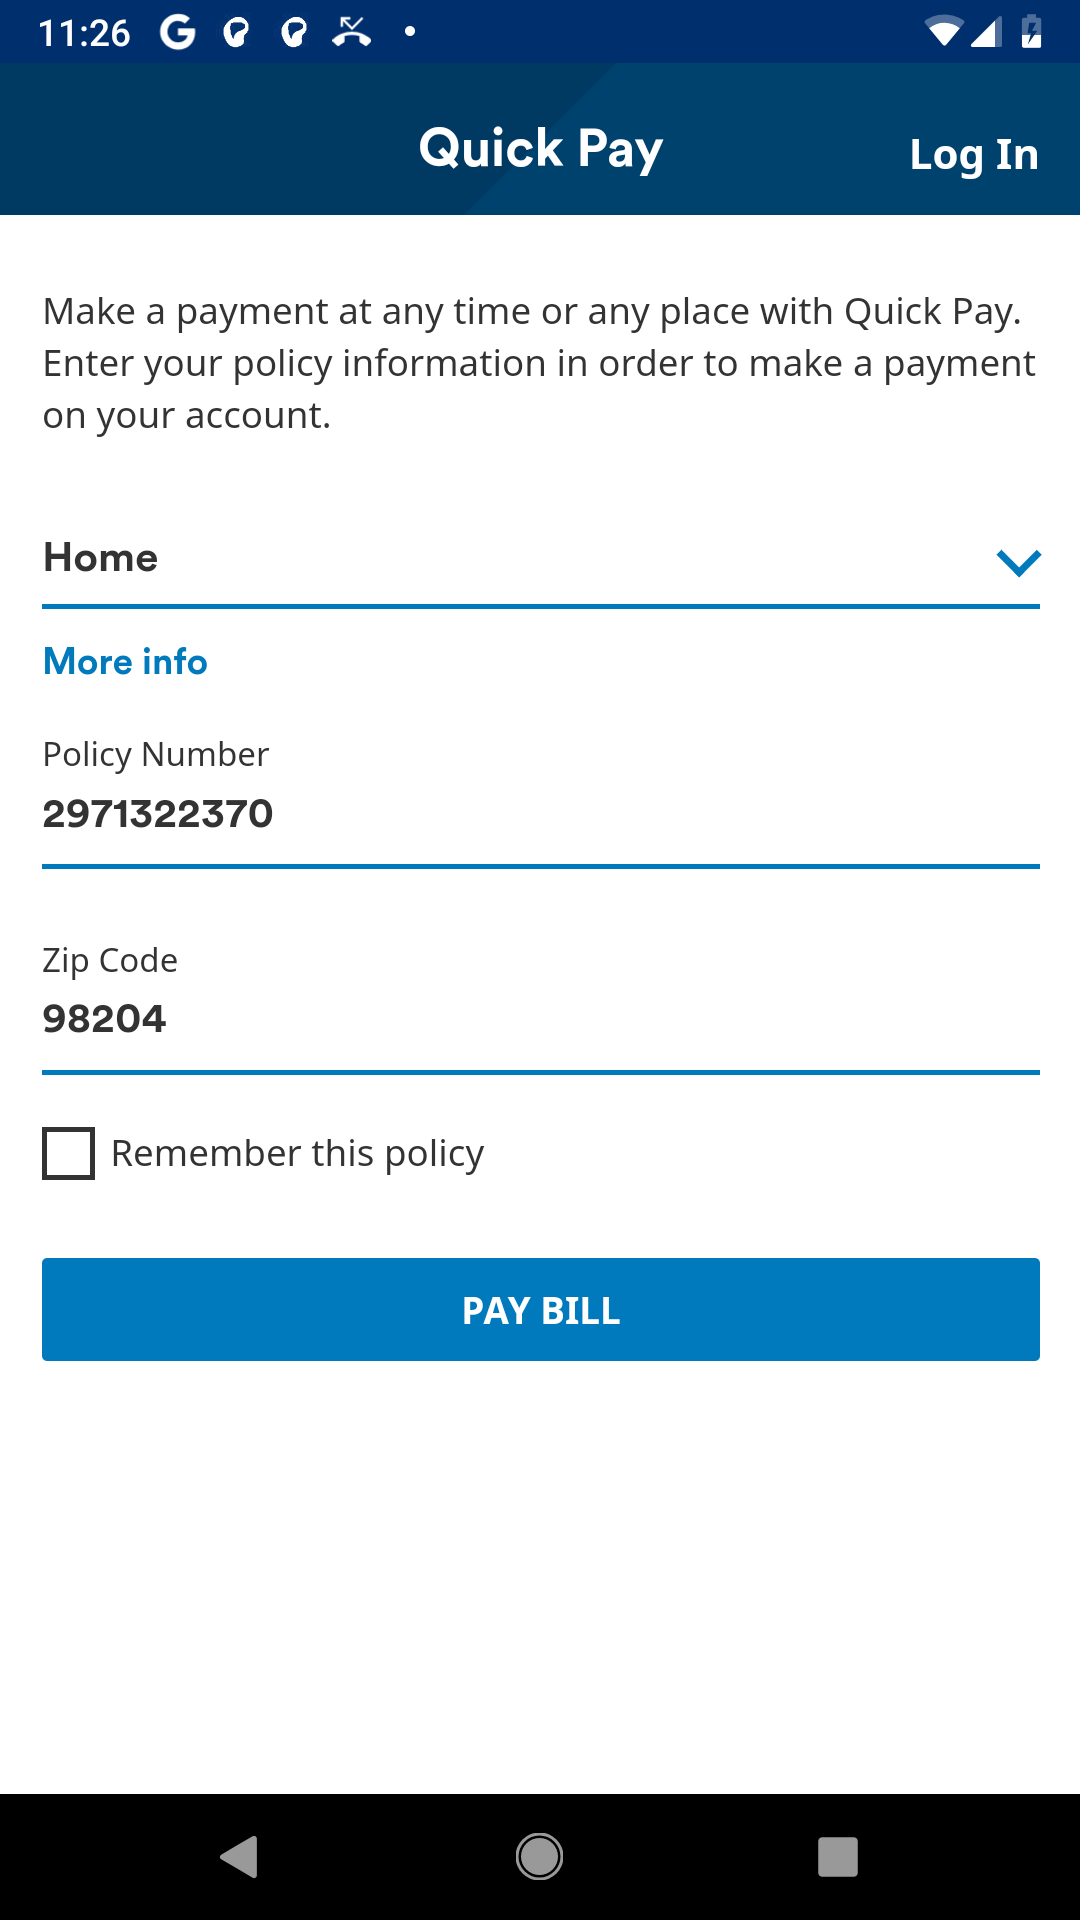 11:26
Quick Pay
Log In
Make a payment at any time or any place with Quick Pay.
Enter your policy information in order to make a payment
on your account.
Home
More info
Policy Number
2971322370
Zip Code
98204
Remember this policy
PAY BILL